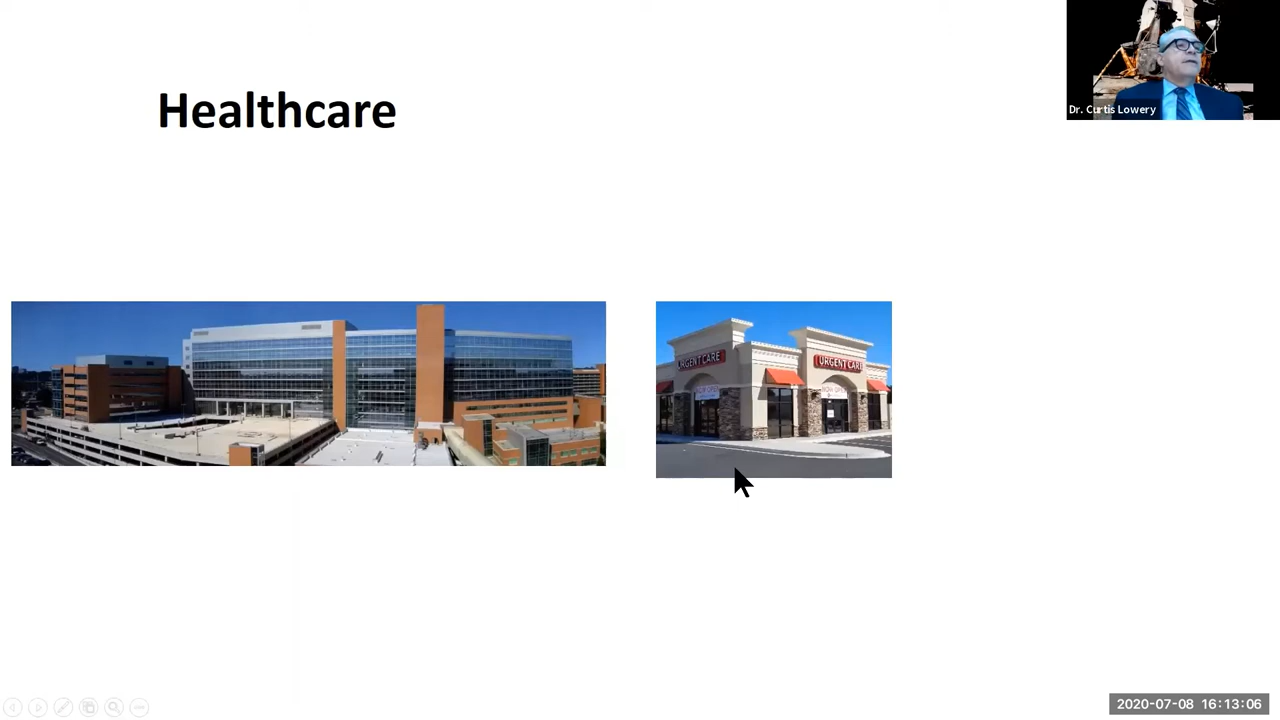 Healthcare
Dr. Curtis Lowery
URGENT CARE
URGENT CARE
2020-07-08 16:13:06